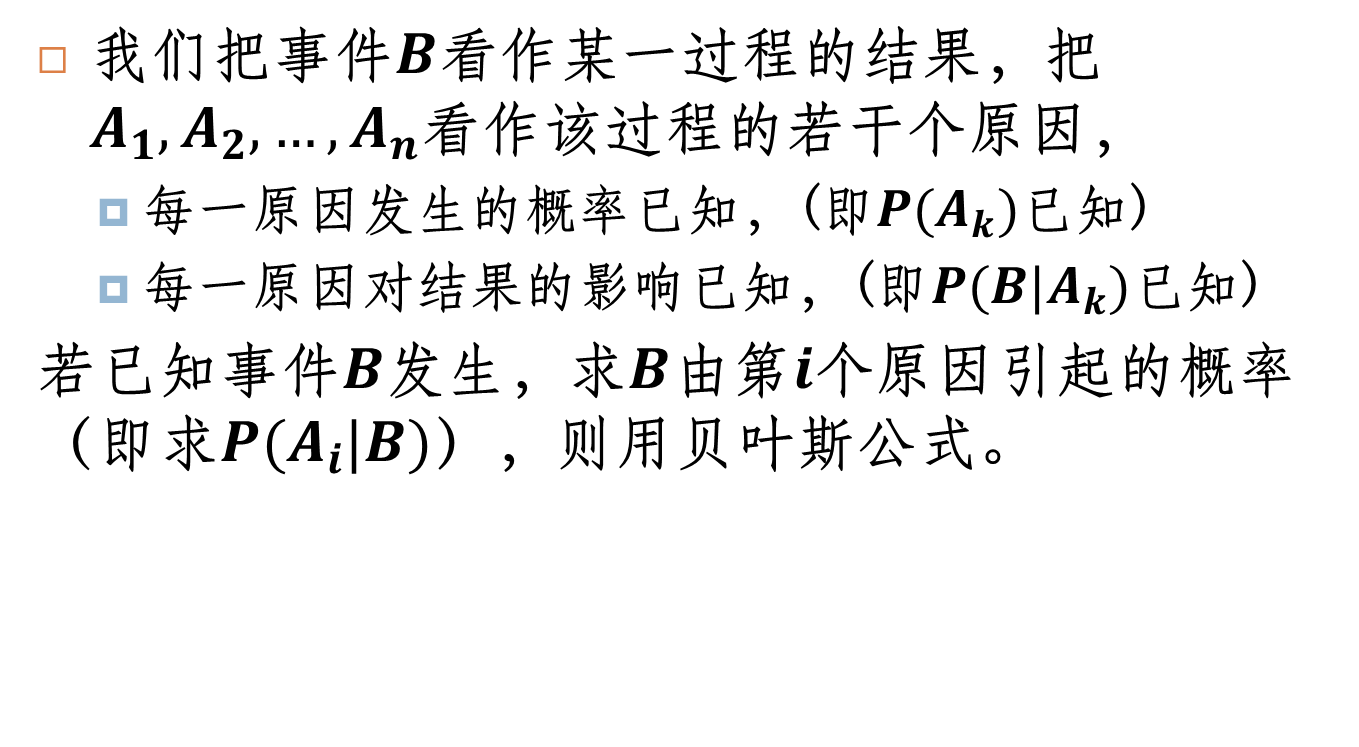 我们把事件B看作某一过程的结果，把
A₁, A₂, … , Aₙ看作该过程的若干个原因，
每一原因发生的概率已知，（即P(Aₖ)已知）
每一原因对结果的影响已知，（即P(B|Aₖ)已知）
若已知事件B发生，求B由第i个原因引起的概率
（即求P(Aᵢ|B)），则用贝叶斯公式。